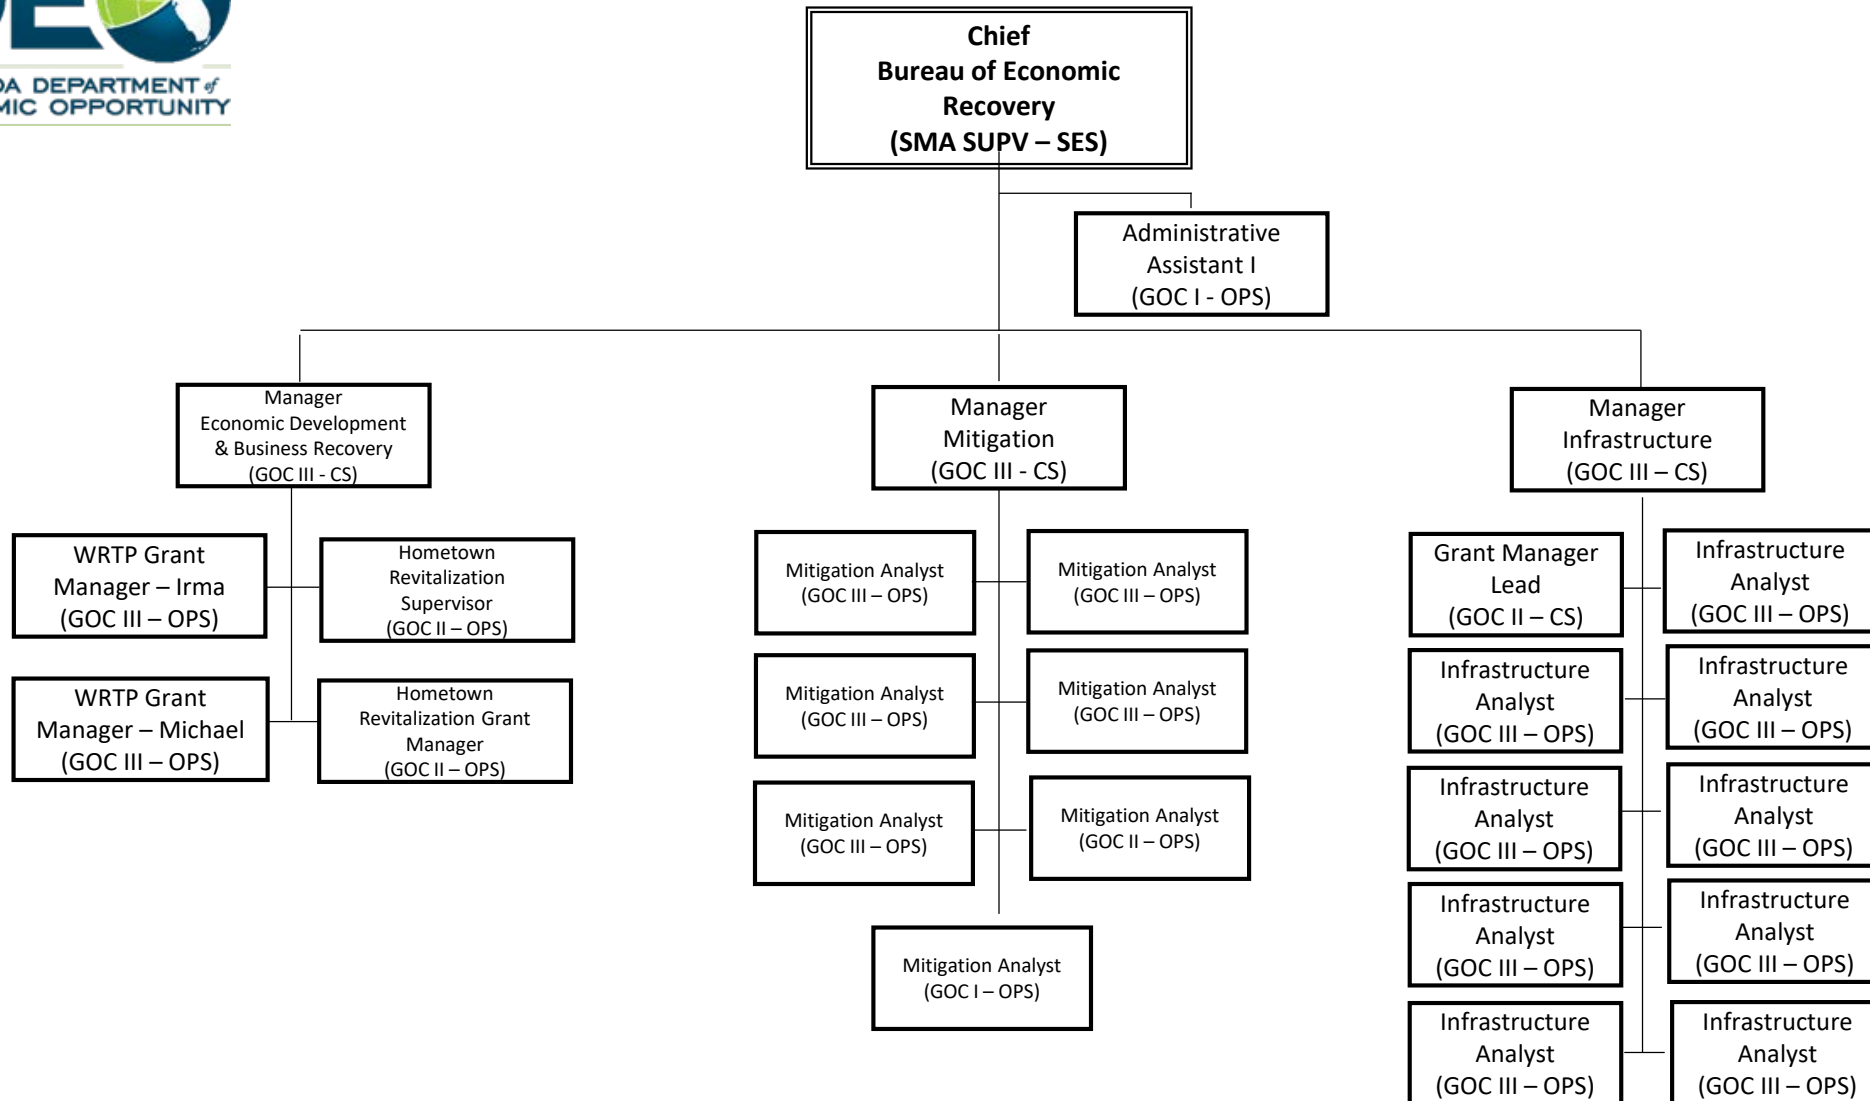 DEPARTMENT of
OPPORTUNITY
Chief
Bureau of Economic
Recovery
(SMA SUPV – SES)
Administrative
Assistant I
(GOC I - OPS)
Manager
Economic Development
& Business Recovery
(GOC III - CS)
Manager
Mitigation
(GOC III - CS)
Manager
Infrastructure
(GOC III – CS)
WRTP Grant
Manager – Irma
(GOC III – OPS)
Hometown
Revitalization
Supervisor
(GOC II – OPS)
WRTP Grant
Manager – Michael
(GOC III – OPS)
Hometown
Revitalization Grant
Manager
(GOC II – OPS)
Mitigation Analyst
(GOC III – OPS)
Mitigation Analyst
(GOC III – OPS)
Mitigation Analyst
(GOC III – OPS)
Mitigation Analyst
(GOC III – OPS)
Mitigation Analyst
(GOC III – OPS)
Mitigation Analyst
(GOC II – OPS)
Mitigation Analyst
(GOC I – OPS)
Grant Manager
Lead
(GOC II – CS)
Infrastructure
Analyst
(GOC III – OPS)
Infrastructure
Analyst
(GOC III – OPS)
Infrastructure
Analyst
(GOC III – OPS)
Infrastructure
Analyst
(GOC III – OPS)
Infrastructure
Analyst
(GOC III – OPS)
Infrastructure
Analyst
(GOC III – OPS)
Infrastructure
Analyst
(GOC III – OPS)
Infrastructure
Analyst
(GOC III – OPS)
Infrastructure
Analyst
(GOC III – OPS)